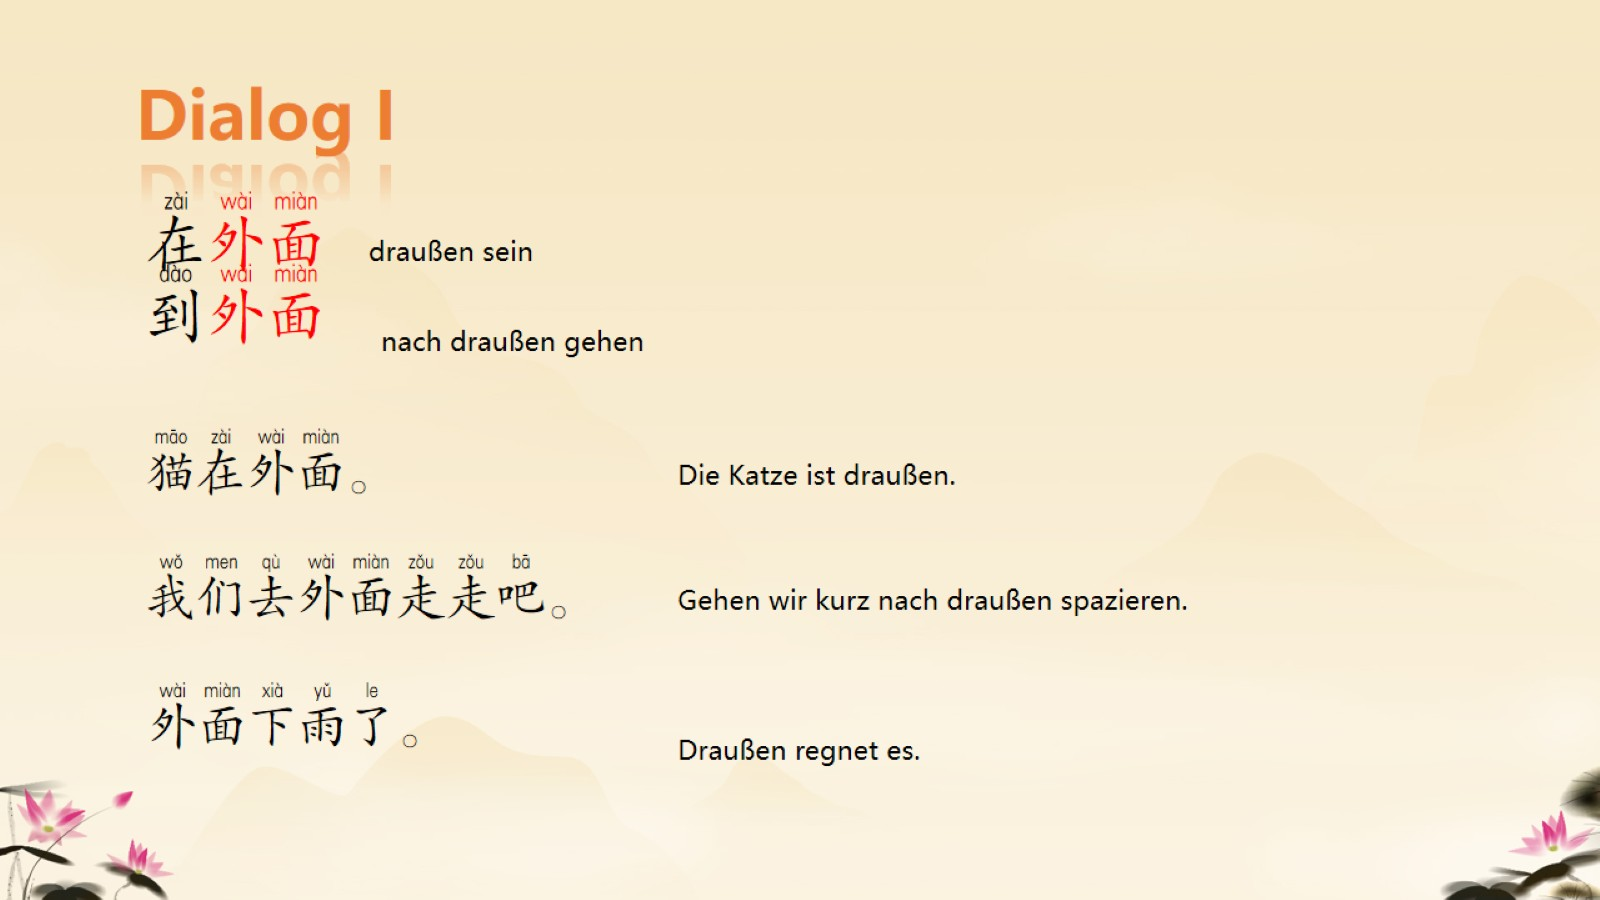 Dialog I
zài wài miàn
在外面 draußen sein
dào wài miàn
到外面 nach draußen gehen
māo zài wài miàn
猫在外面。 Die Katze ist draußen.
wǒ men qù wài miàn zǒu zǒu bā
我们去外面走走吧。 Gehen wir kurz nach draußen spazieren.
wài miàn xià yǔ le
外面下雨了。 Draußen regnet es.